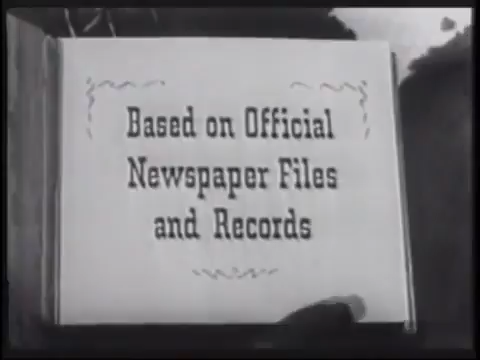 Based on Official
Newspaper Files
and Records